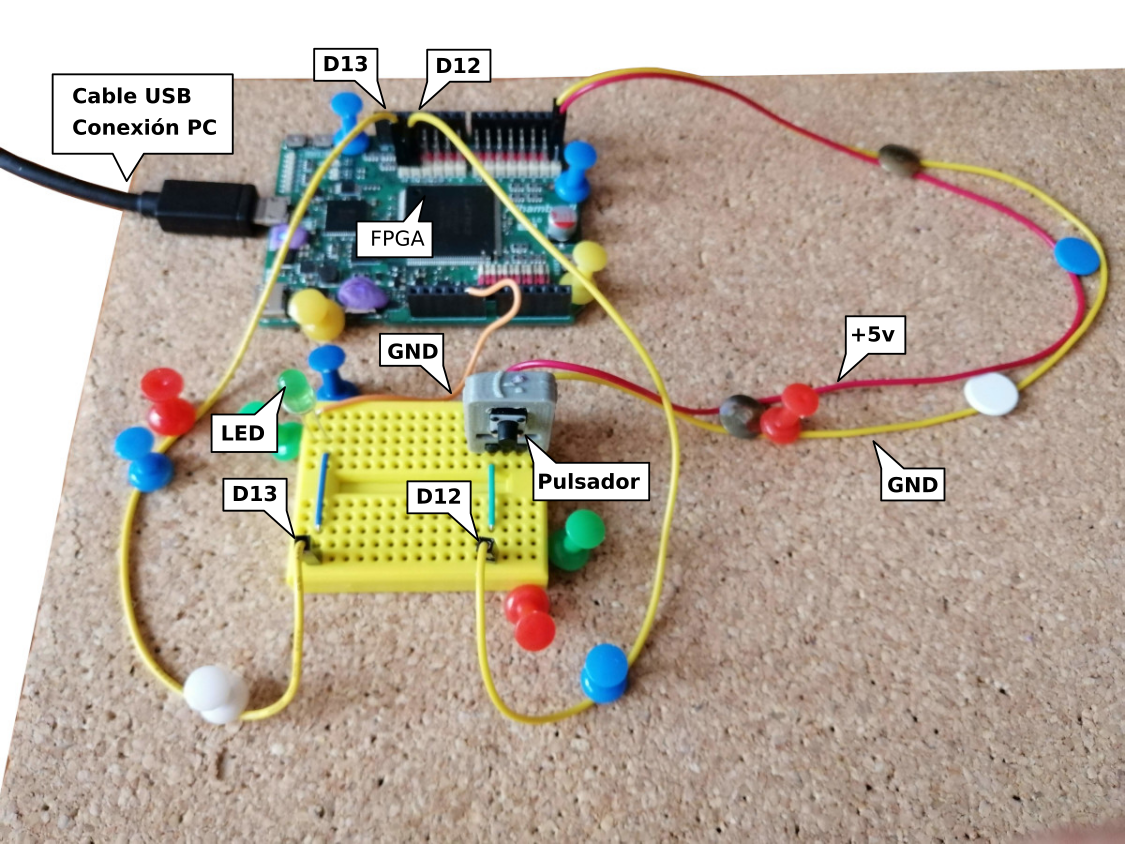 D13
D12
Cable USB
Conexión PC
FPGA
+5v
GND
LED
Pulsador
D13
D12
GND